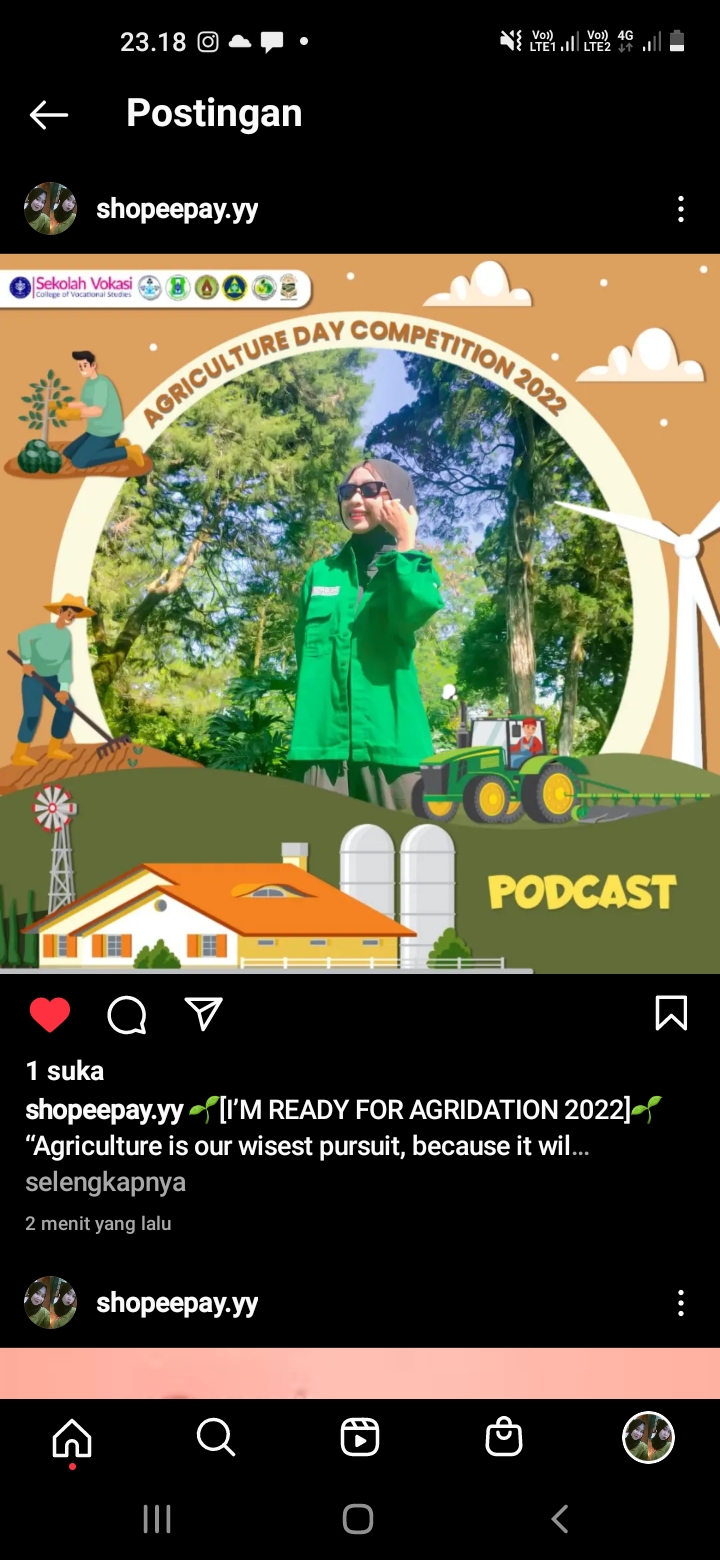 23.18
Vo)) LTE1 Vo)) LTE2 4G
Postingan
shopeepay.yy
Sekolah Vokasi
College of Vocational Studies
AGRICULTURE DAY COMPETITION 2022
PODCAST
1 suka
shopeepay.yy 🌱[I’M READY FOR AGRIDATION 2022]🌱
“Agriculture is our wisest pursuit, because it wil...
selengkapnya
2 menit yang lalu
shopeepay.yy